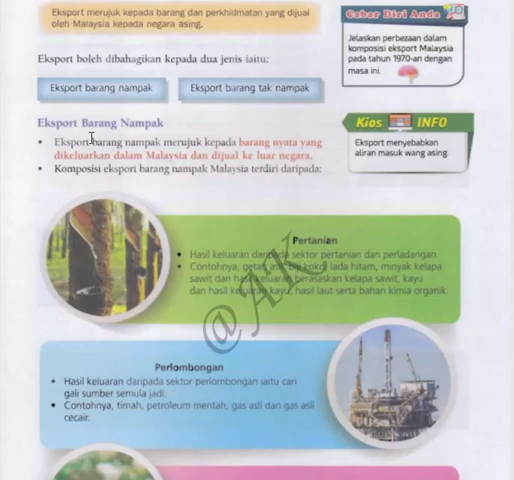 Eksport merujuk kepada barang dan perkhidmatan yang dijual
oleh Malaysia kepada negara asing.
Cabar Diri Anda
Jelaskan perbezaan dalam
komposisi eksport Malaysia
pada tahun 1970-an dengan
masa ini.
Eksport boleh dibahagikan kepada dua jenis iaitu:
Eksport barang nampak
Eksport barang tak nampak
Kios INFO
Eksport menyebabkan
aliran masuk wang asing.
Eksport Barang Nampak
• Eksport barang nampak merujuk kepada barang nyata yang
dikeluarkan dalam Malaysia dan dijual ke luar negara.
• Komposisi eksport barang nampak Malaysia terdiri daripada:
Pertanian
• Hasil keluaran daripada sektor pertanian dan perladangan.
• Contohnya, getah asli, biji koko, lada hitam, minyak kelapa
sawit dan hasil keluaran berasaskan kelapa sawit, kayu
dan hasil keluaran kayu, hasil laut serta bahan kimia organik.
@AK
Perlombongan
• Hasil keluaran daripada sektor perlombongan iaitu cari
gali sumber semula jadi.
• Contohnya, timah, petroleum mentah, gas asli dan gas asli
cecair.